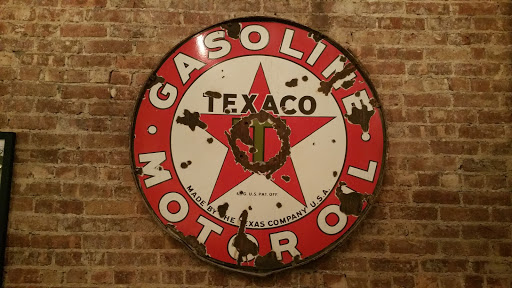 GASOLINE
TEXACO
T
REG. U.S. PAT. OFF.
MADE BY THE TEXAS COMPANY U.S.A.
MOTOR OIL